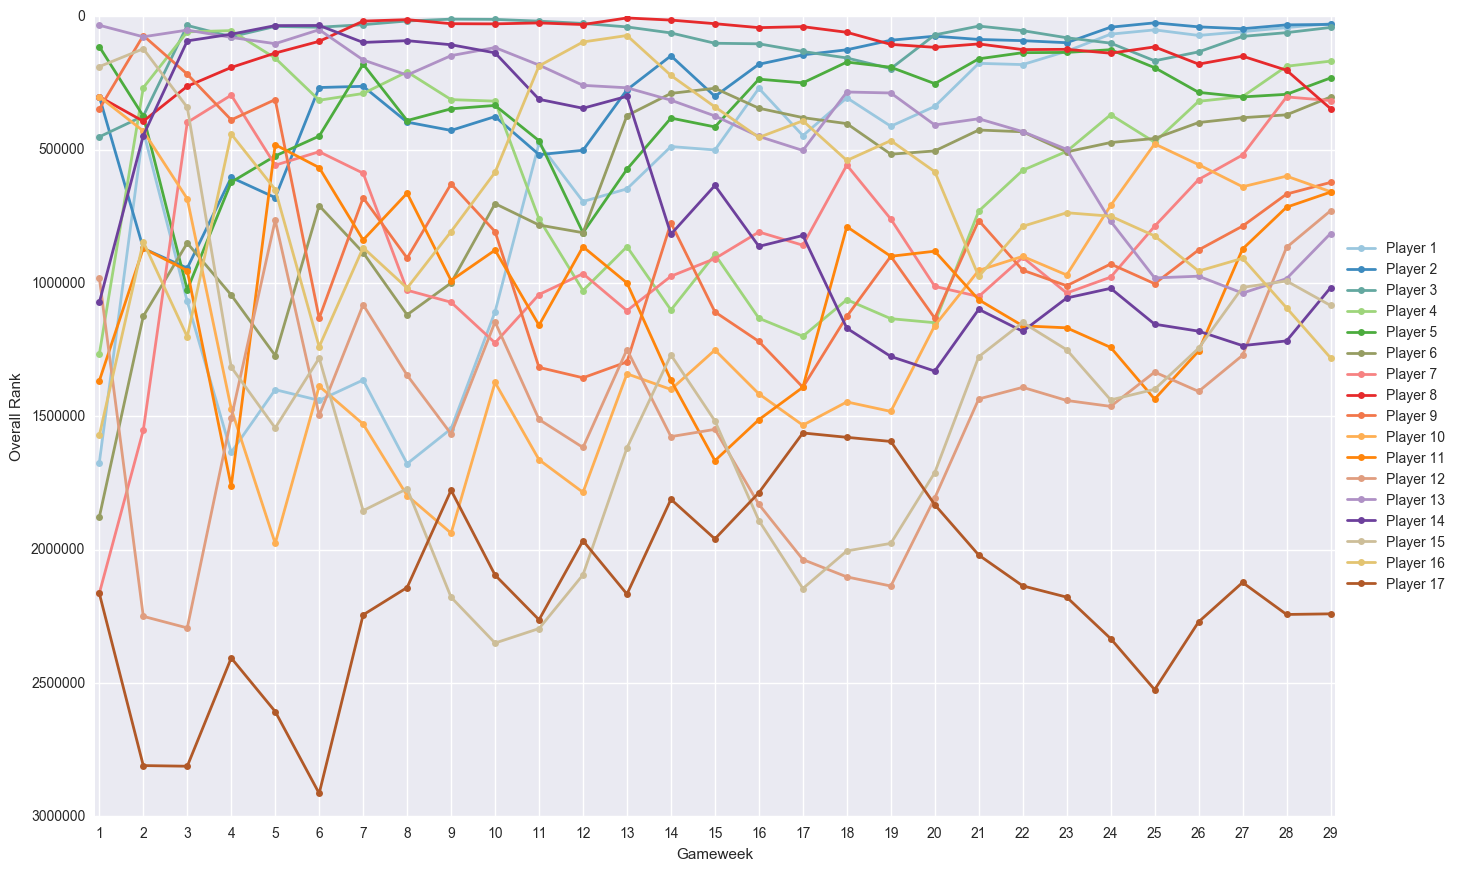 0
500000
1000000
1500000
2000000
2500000
3000000
Overall Rank
1 2 3 4 5 6 7 8 9 10 11 12 13 14 15 16 17 18 19 20 21 22 23 24 25 26 27 28 29
Gameweek
Player 1
Player 2
Player 3
Player 4
Player 5
Player 6
Player 7
Player 8
Player 9
Player 10
Player 11
Player 12
Player 13
Player 14
Player 15
Player 16
Player 17